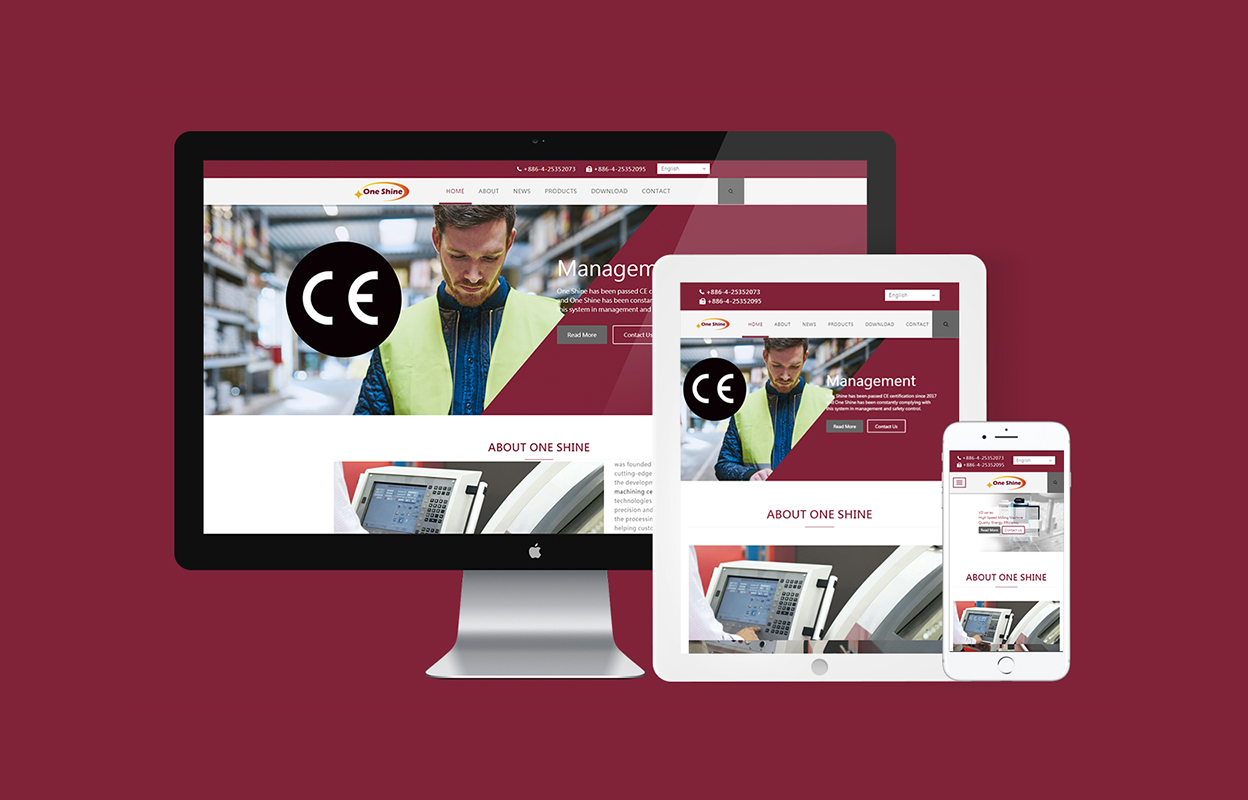 +886-4-25352073 +886-4-25352095 English
One Shine HOME ABOUT NEWS PRODUCTS DOWNLOAD CONTACT
CE
Managem
One Shine has been passed CE c
and One Shine has been consta
this system in management and
Read More Contact Us
ABOUT ONE SHINE
was founded
cutting-edge
the developm
machining ce
technologies
precision and
the processin
helping custo
+886-4-25352073
+886-4-25352095
English
One Shine HOME ABOUT NEWS PRODUCTS DOWNLOAD CONTACT
CE
Management
One Shine has been passed CE certification since 2017
and One Shine has been constantly complying with
this system in management and safety control.
Read More Contact Us
ABOUT ONE SHINE
+886-4-25352073
+886-4-25352095
English
One Shine
High Speed Milling Machine
Quality, Energy Efficiency
Read More Contact Us
ABOUT ONE SHINE